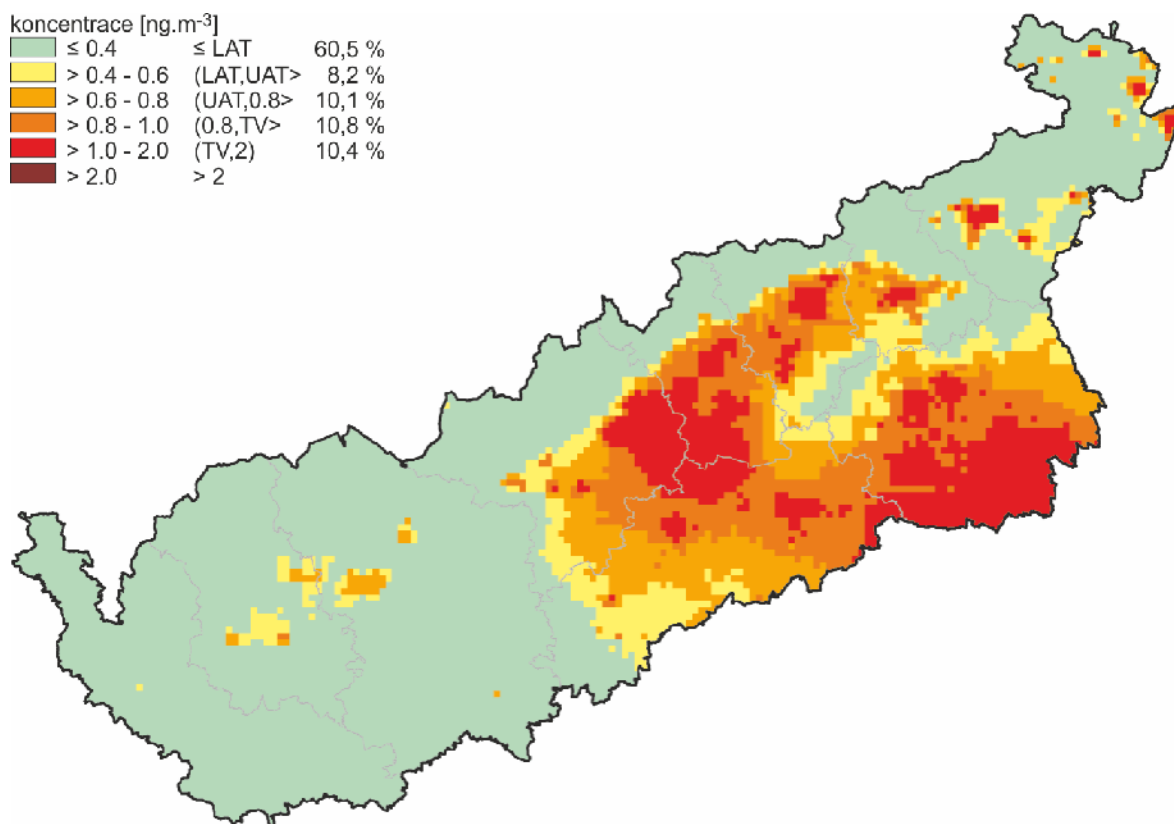 koncentrace [ng.m-3]
≤ 0.4 ≤ LAT 60,5 %
> 0.4 - 0.6 (LAT,UAT> 8,2 %
> 0.6 - 0.8 (UAT,0.8> 10,1 %
> 0.8 - 1.0 (0.8,TV> 10,8 %
> 1.0 - 2.0 (TV,2) 10,4 %
> 2.0 > 2